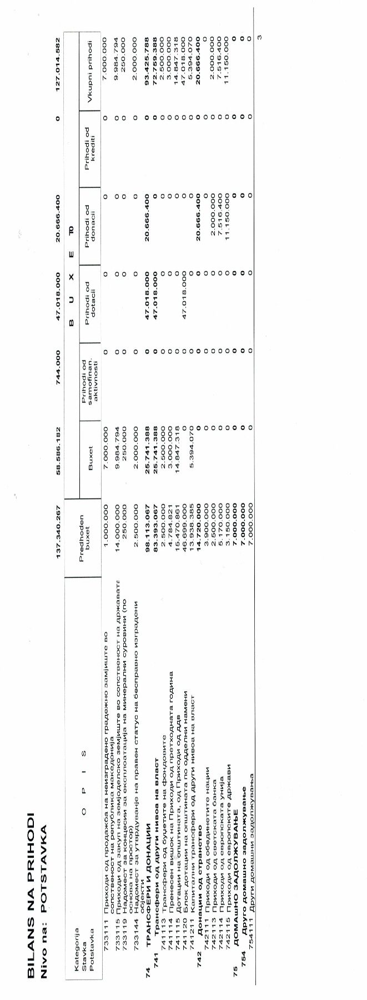 BILANS NA PRIHODI
Nivo na: POTSTAVKA
137.340.267 58.586.182 744.000 47.018.000 20.666.400 0 127.014.582
Kategorija
Stavka
Potstavka
O P I S
Predhoden
buxet
B U X E T0
Buxet
Prihodi od
samofinan.
aktivnosti
Prihodi od
dotacii
Prihodi od
donacii
Prihodi od
krediti
Vkupni prihodi
733111 Приходи од продажба на неизградено градежно замјиште во 1.000.000 7.000.000 0 0 0 0 7.000.000
сопственост на република македонија
733115 Приходи од закуп на земјоделско земјиште во сопственост на државата 14.000.000 9.984.794 0 0 0 0 9.984.794
733119 Надомест за концесии за експлоатација на минерални суровини (по 250.000 250.000 0 0 0 0 250.000
основа на простор)
733144 Надомест за утврдување на правен статус на бесправно изградени 2.500.000 2.000.000 0 0 0 0 2.000.000
објекти
74 ТРАНСФЕРИ И ДОНАЦИИ 98.113.067 25.741.388 0 47.018.000 20.666.400 0 93.425.788
741 Трансфери од други нивоа на власт 83.393.067 25.741.388 0 47.018.000 0 0 72.759.388
741113 Трансфери од буџетите на фондовите 2.500.000 2.500.000 0 0 0 0 2.500.000
741114 Пренесен вишок на Приходи од претходната година 4.784.821 3.000.000 0 0 0 0 3.000.000
741115 Дотации на општината, од Приходи од ддв 15.470.861 14.847.318 0 0 0 0 14.847.318
741120 Блок дотации на општината по одделни намени 46.699.000 0 0 47.018.000 0 0 47.018.000
741211 Капитални трансфери од други нивоа на власт 13.938.385 5.394.070 0 0 0 0 5.394.070
742 Донации од странство 14.720.000 0 0 0 20.666.400 0 20.666.400
742111 Приходи од обединетите нации 3.900.000 0 0 0 0 0 0
742113 Приходи од светската банка 2.500.000 0 0 0 2.000.000 0 2.000.000
742114 Приходи од европската унија 5.170.000 0 0 0 7.516.400 0 7.516.400
742115 Приходи од европските држави 3.150.000 0 0 0 11.150.000 0 11.150.000
75 ДОМАШНО ЗАДОЛЖУВАЊЕ 7.000.000 0 0 0 0 0 0
754 Друго домашно задолжување 7.000.000 0 0 0 0 0 0
754111 Други домашни задолжувања 7.000.000 0 0 0 0 0 0
3